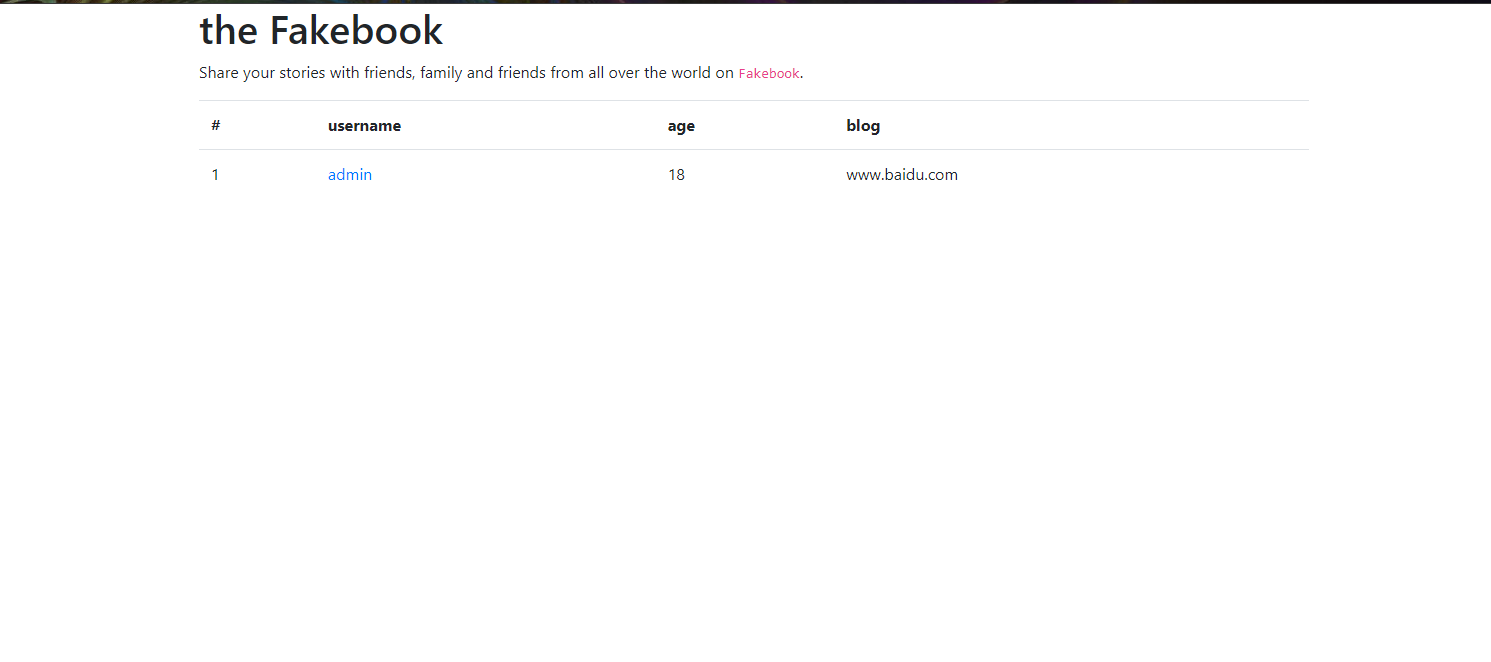 the Fakebook
Share your stories with friends, family and friends from all over the world on Fakebook.
# username age blog
1 admin 18 www.baidu.com